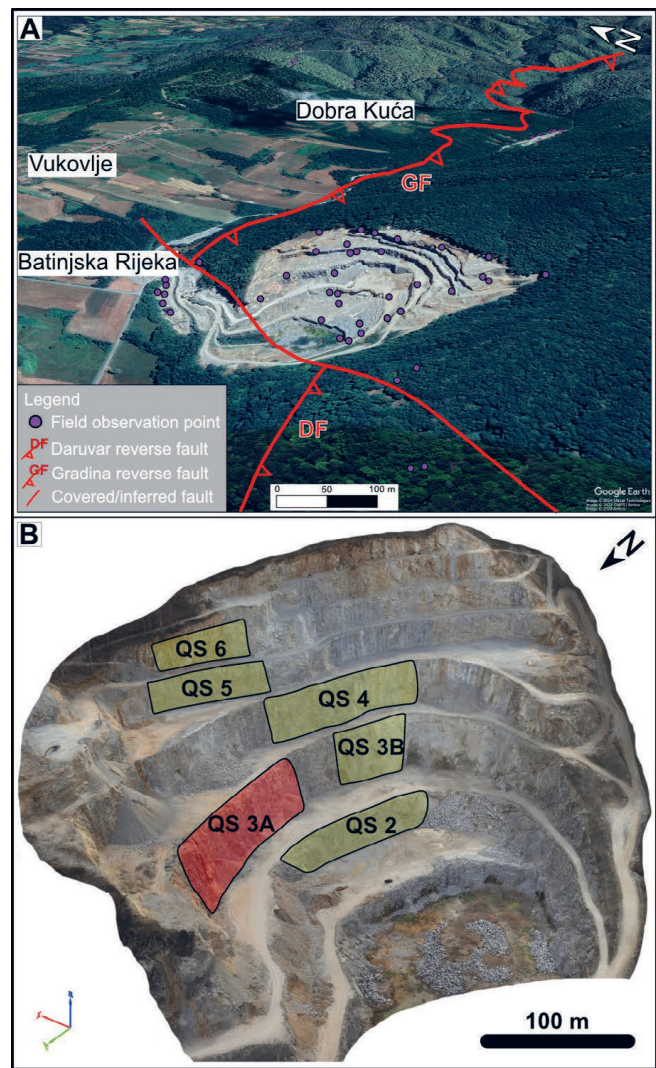 A
N
Dobra Kuća
Vukovlje
GF
Batinjska Rijeka
DF
Legend
Field observation point
DF Daruvar reverse fault
GF Gradina reverse fault
Covered/inferred fault
0 50 100 m
Google Earth
B
N
QS 6
QS 5
QS 4
QS 3B
QS 3A
QS 2
100 m